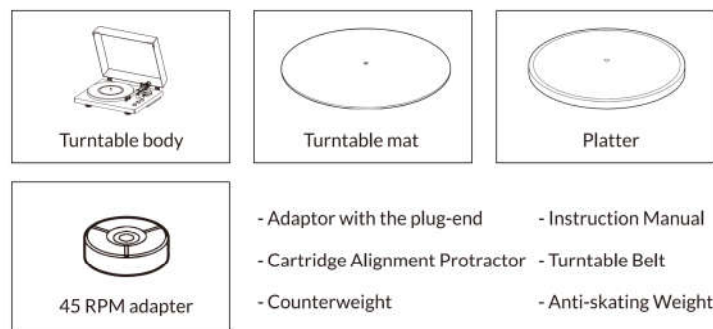 Turntable body
Turntable mat
Platter
45 RPM adapter
- Adaptor with the plug-end
- Instruction Manual
- Cartridge Alignment Protractor
- Turntable Belt
- Counterweight
- Anti-skating Weight